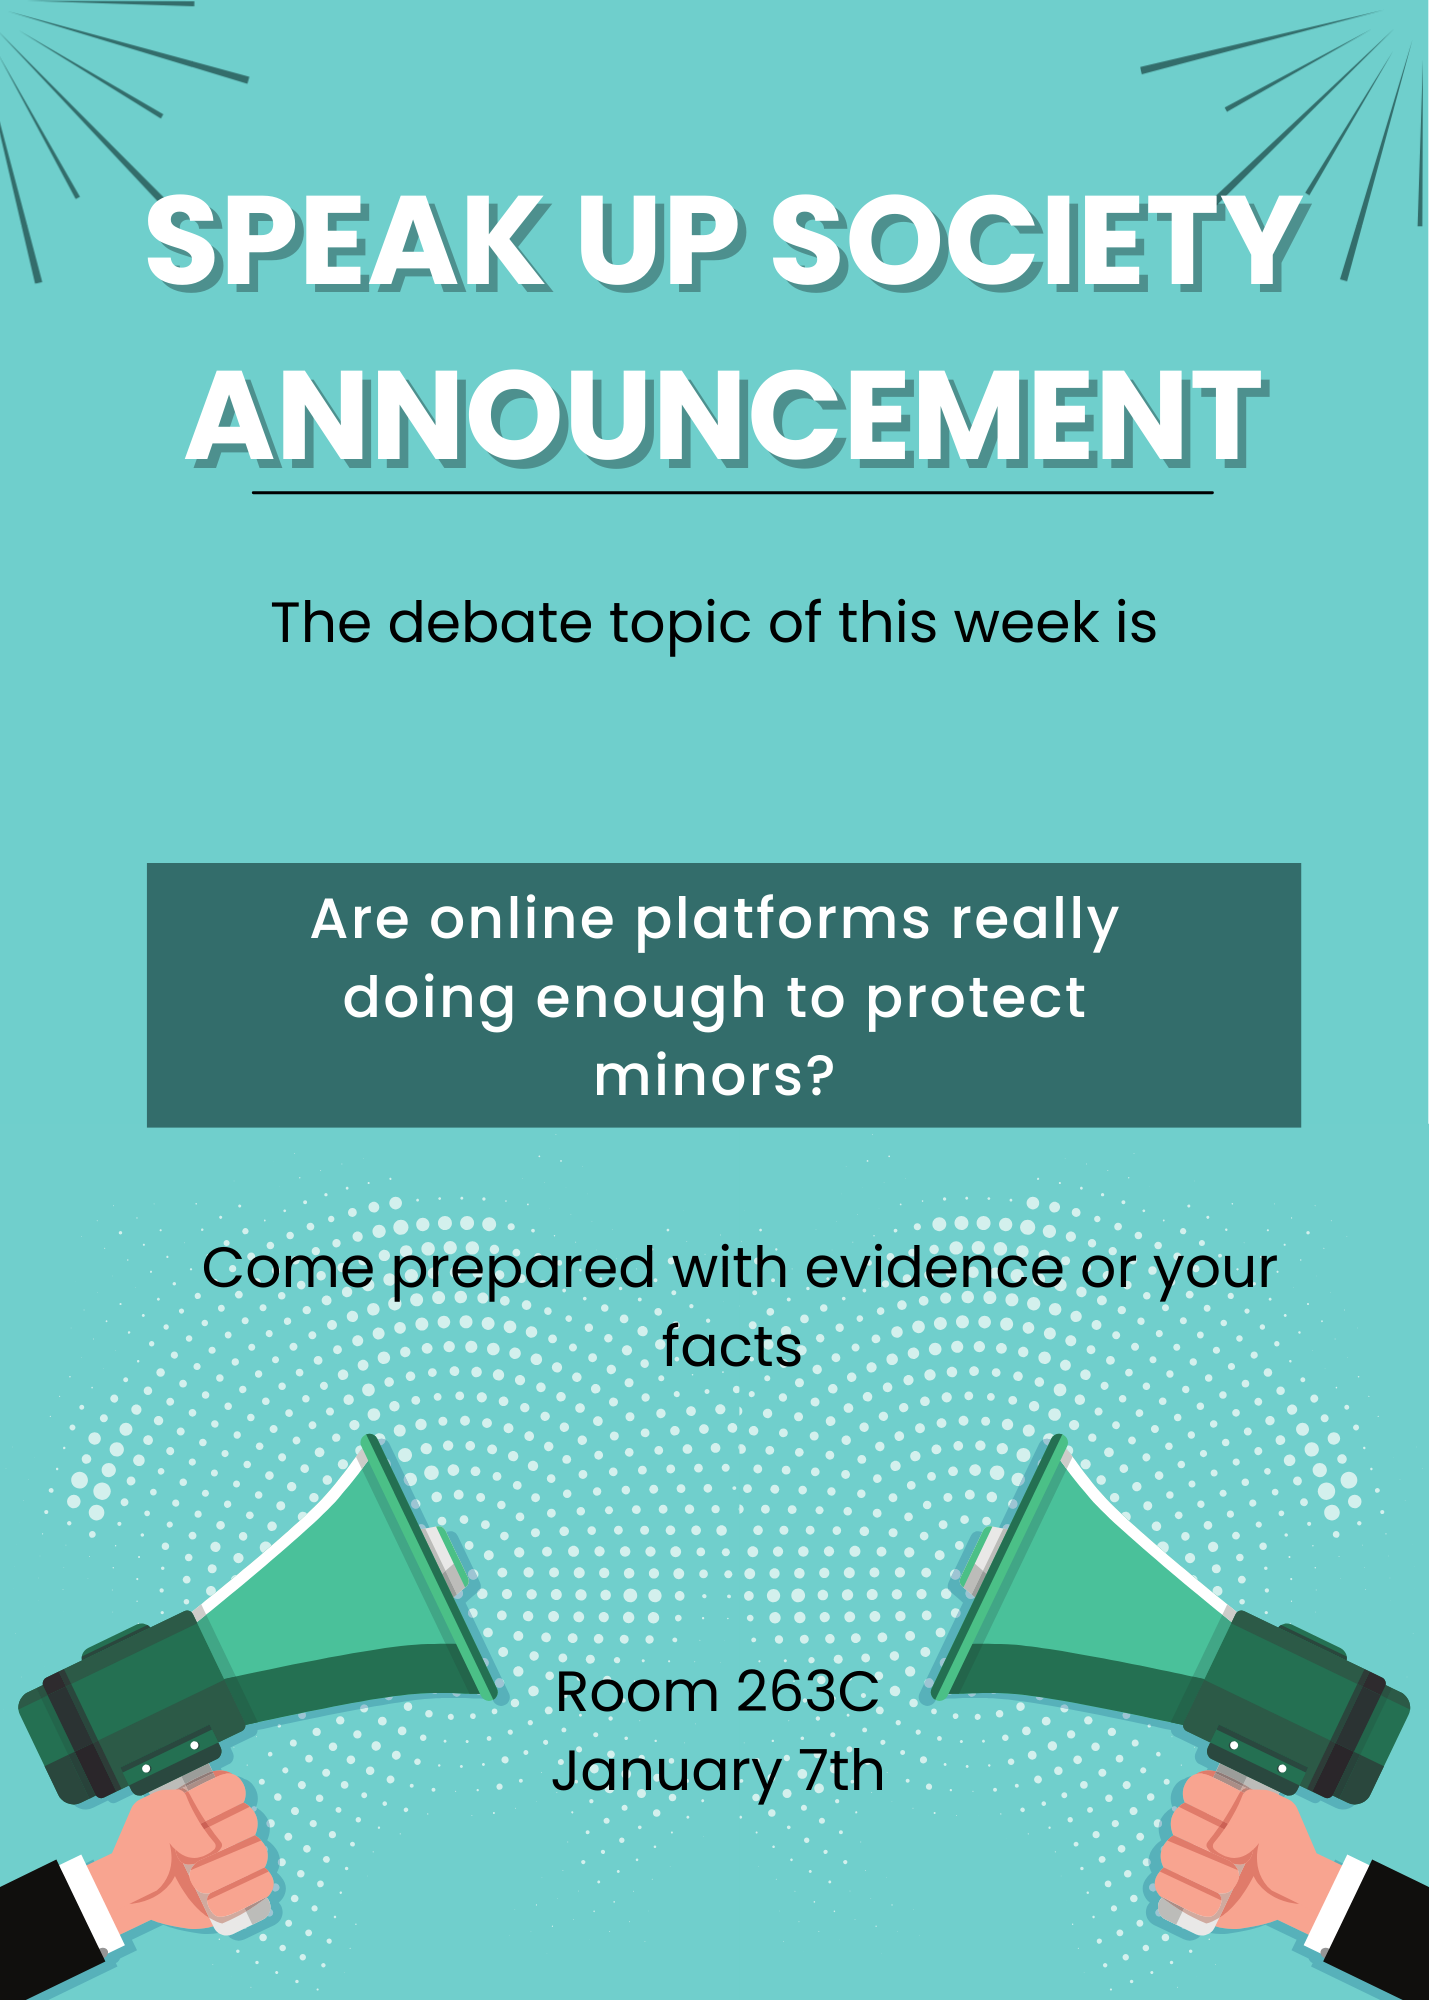 SPEAK UP SOCIETY
ANNOUNCEMENT
The debate topic of this week is
Are online platforms really
doing enough to protect
minors?
Come prepared with evidence or your
facts
Room 263C
January 7th